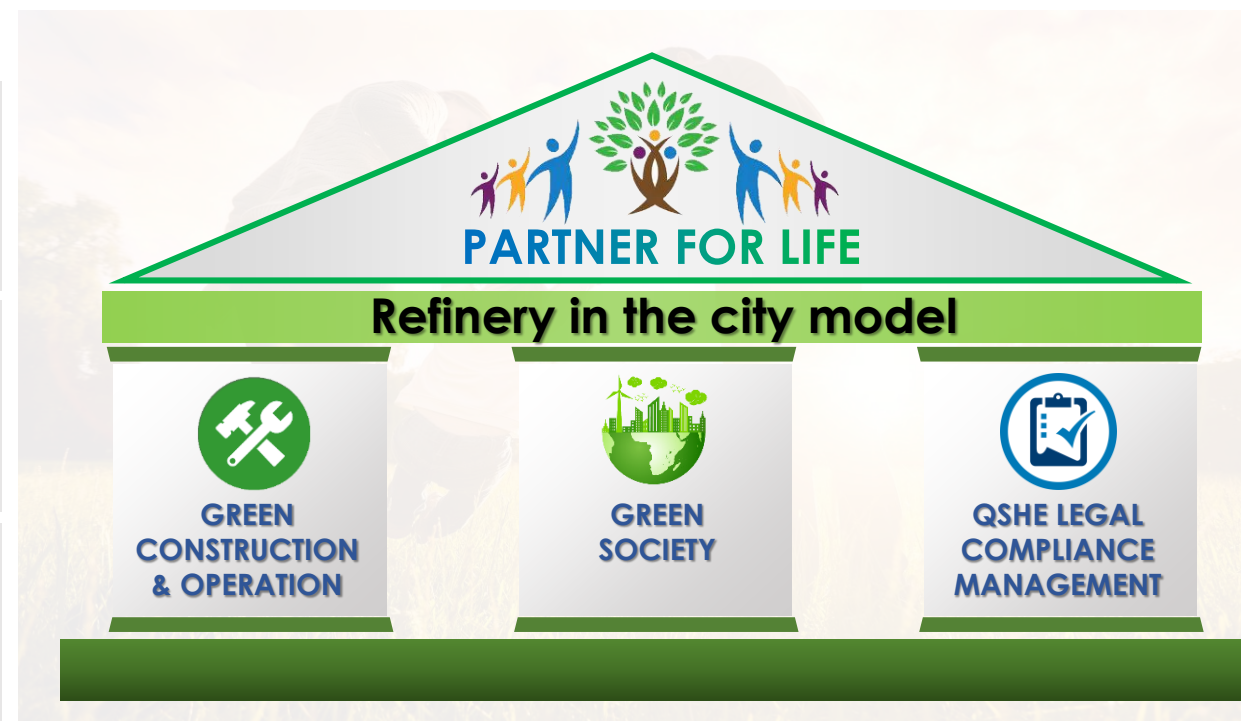 PARTNER FOR LIFE
Refinery in the city model
GREEN
CONSTRUCTION
& OPERATION
GREEN
SOCIETY
QSHE LEGAL
COMPLIANCE
MANAGEMENT